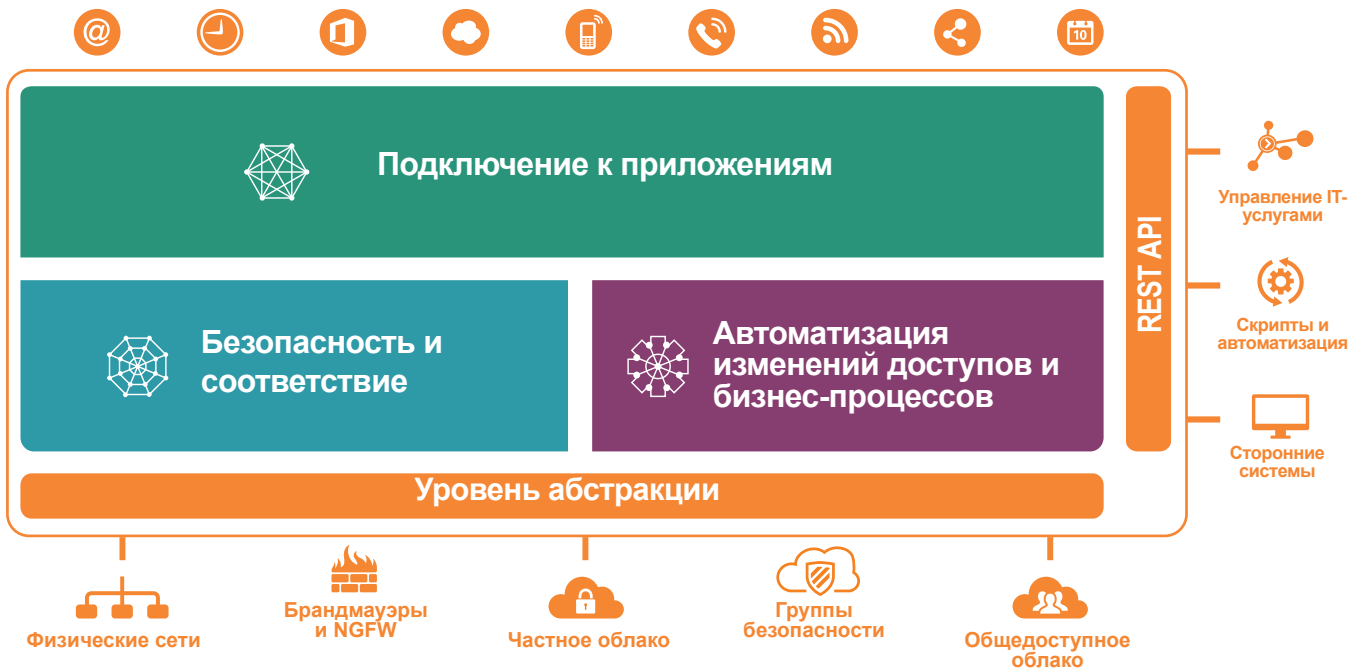 10
Подключение к приложениям
Безопасность и
соответствие
Автоматизация
изменений доступов и
бизнес-процессов
REST API
Уровень абстракции
Управление IT-
услугами
Скрипты и
автоматизация
Сторонние
системы
Физические сети
Брандмауэры
и NGFW
Частное облако
Группы
безопасности
Общедоступное
облако